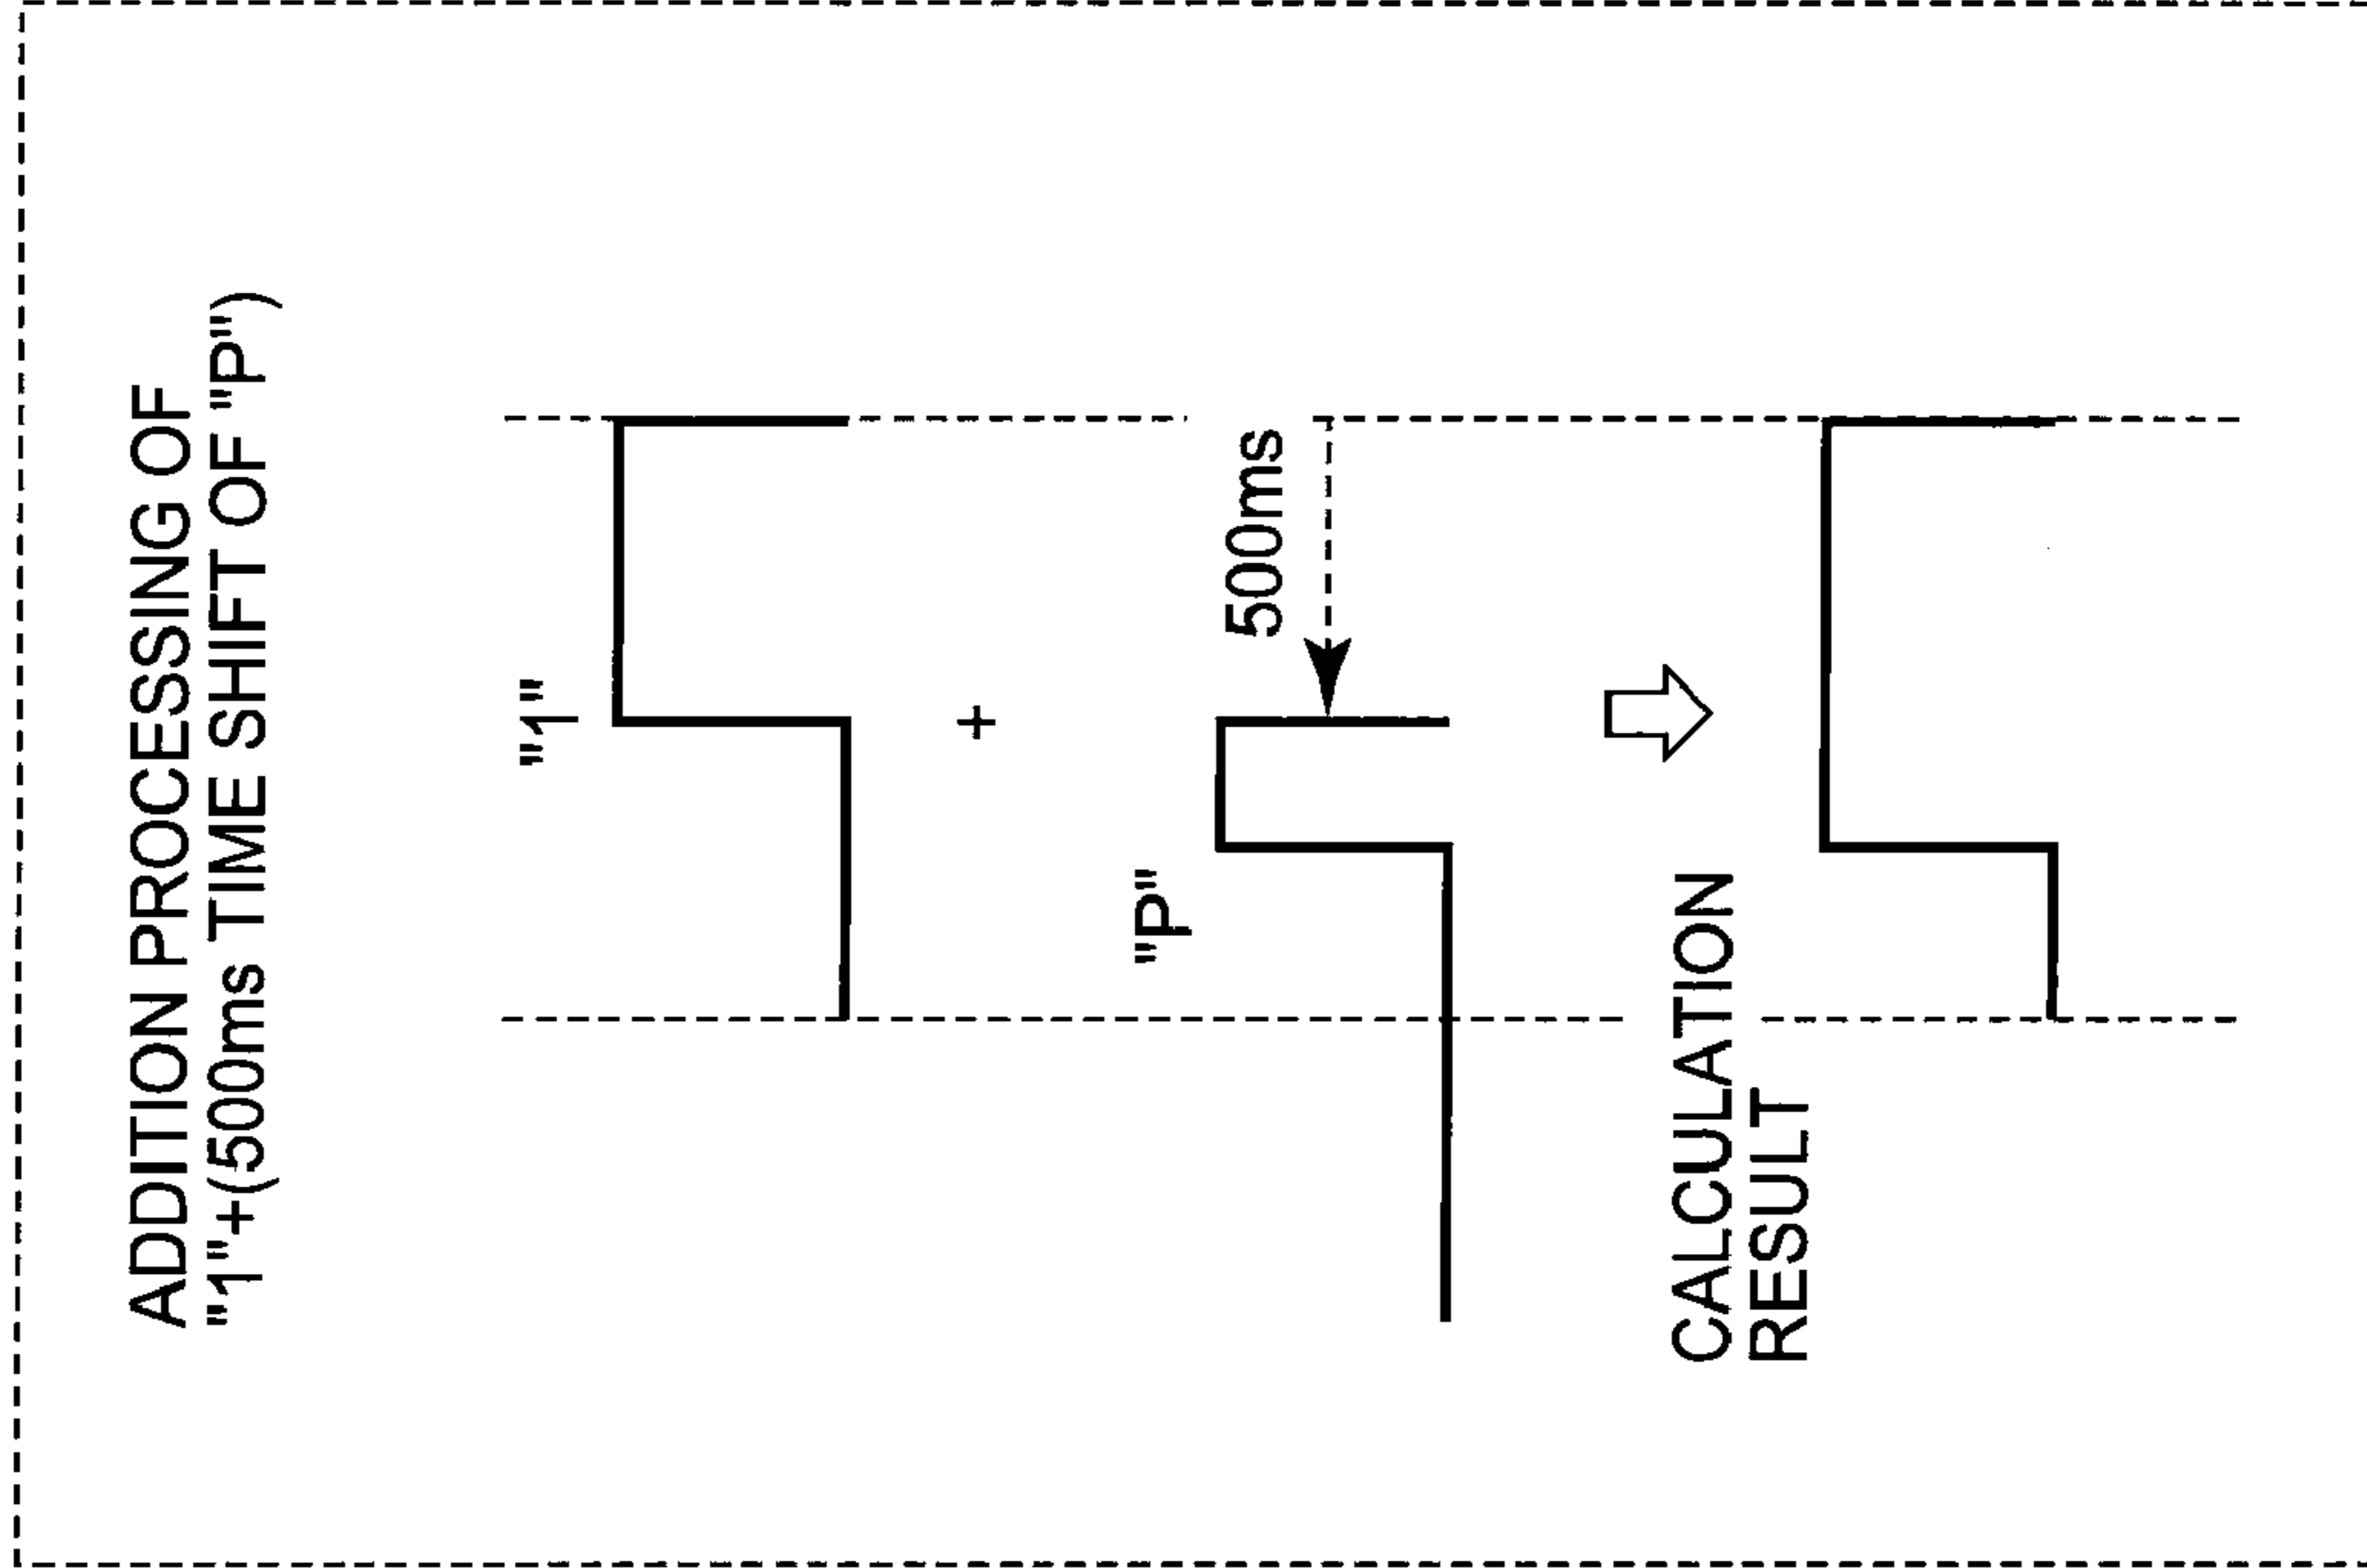 ADDITION PROCESSING OF
"1"+(500ms TIME SHIFT OF "P")
"1"
+
"P"
500ms
CALCULATION
RESULT